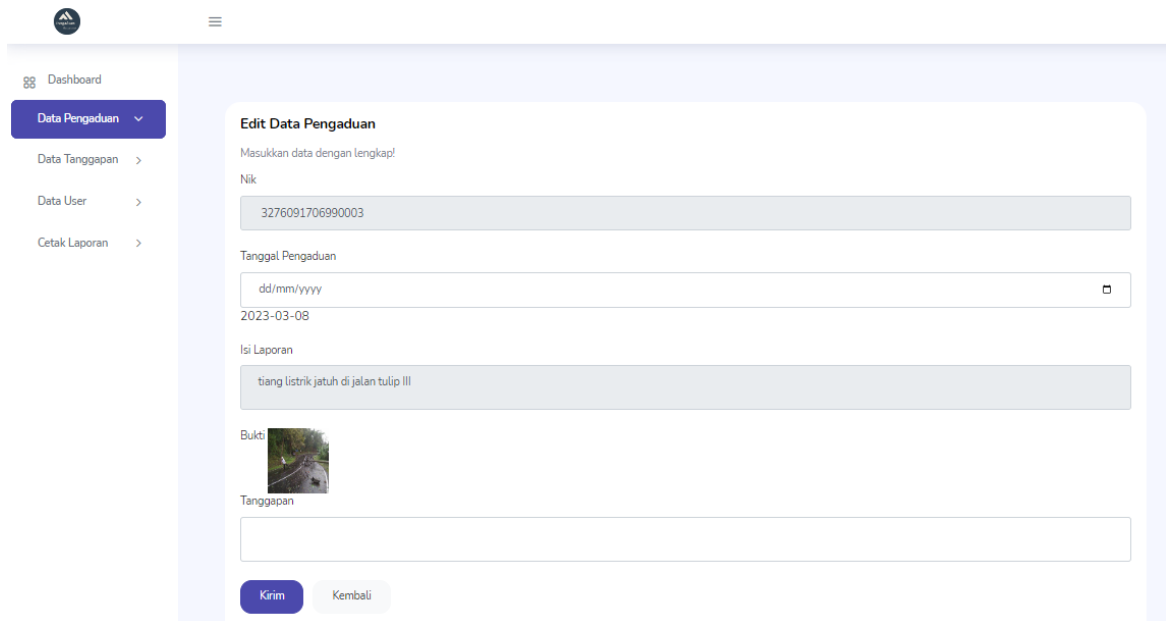 Dashboard
Data Pengaduan
Data Tanggapan
Data User
Cetak Laporan
Edit Data Pengaduan
Masukkan data dengan lengkap!
Nik
3276091706990003
Tanggal Pengaduan
dd/mm/yyyy
2023-03-08
Isi Laporan
tiang listrik jatuh di jalan tulip III
Bukti
Tanggapan
Kirim
Kembali